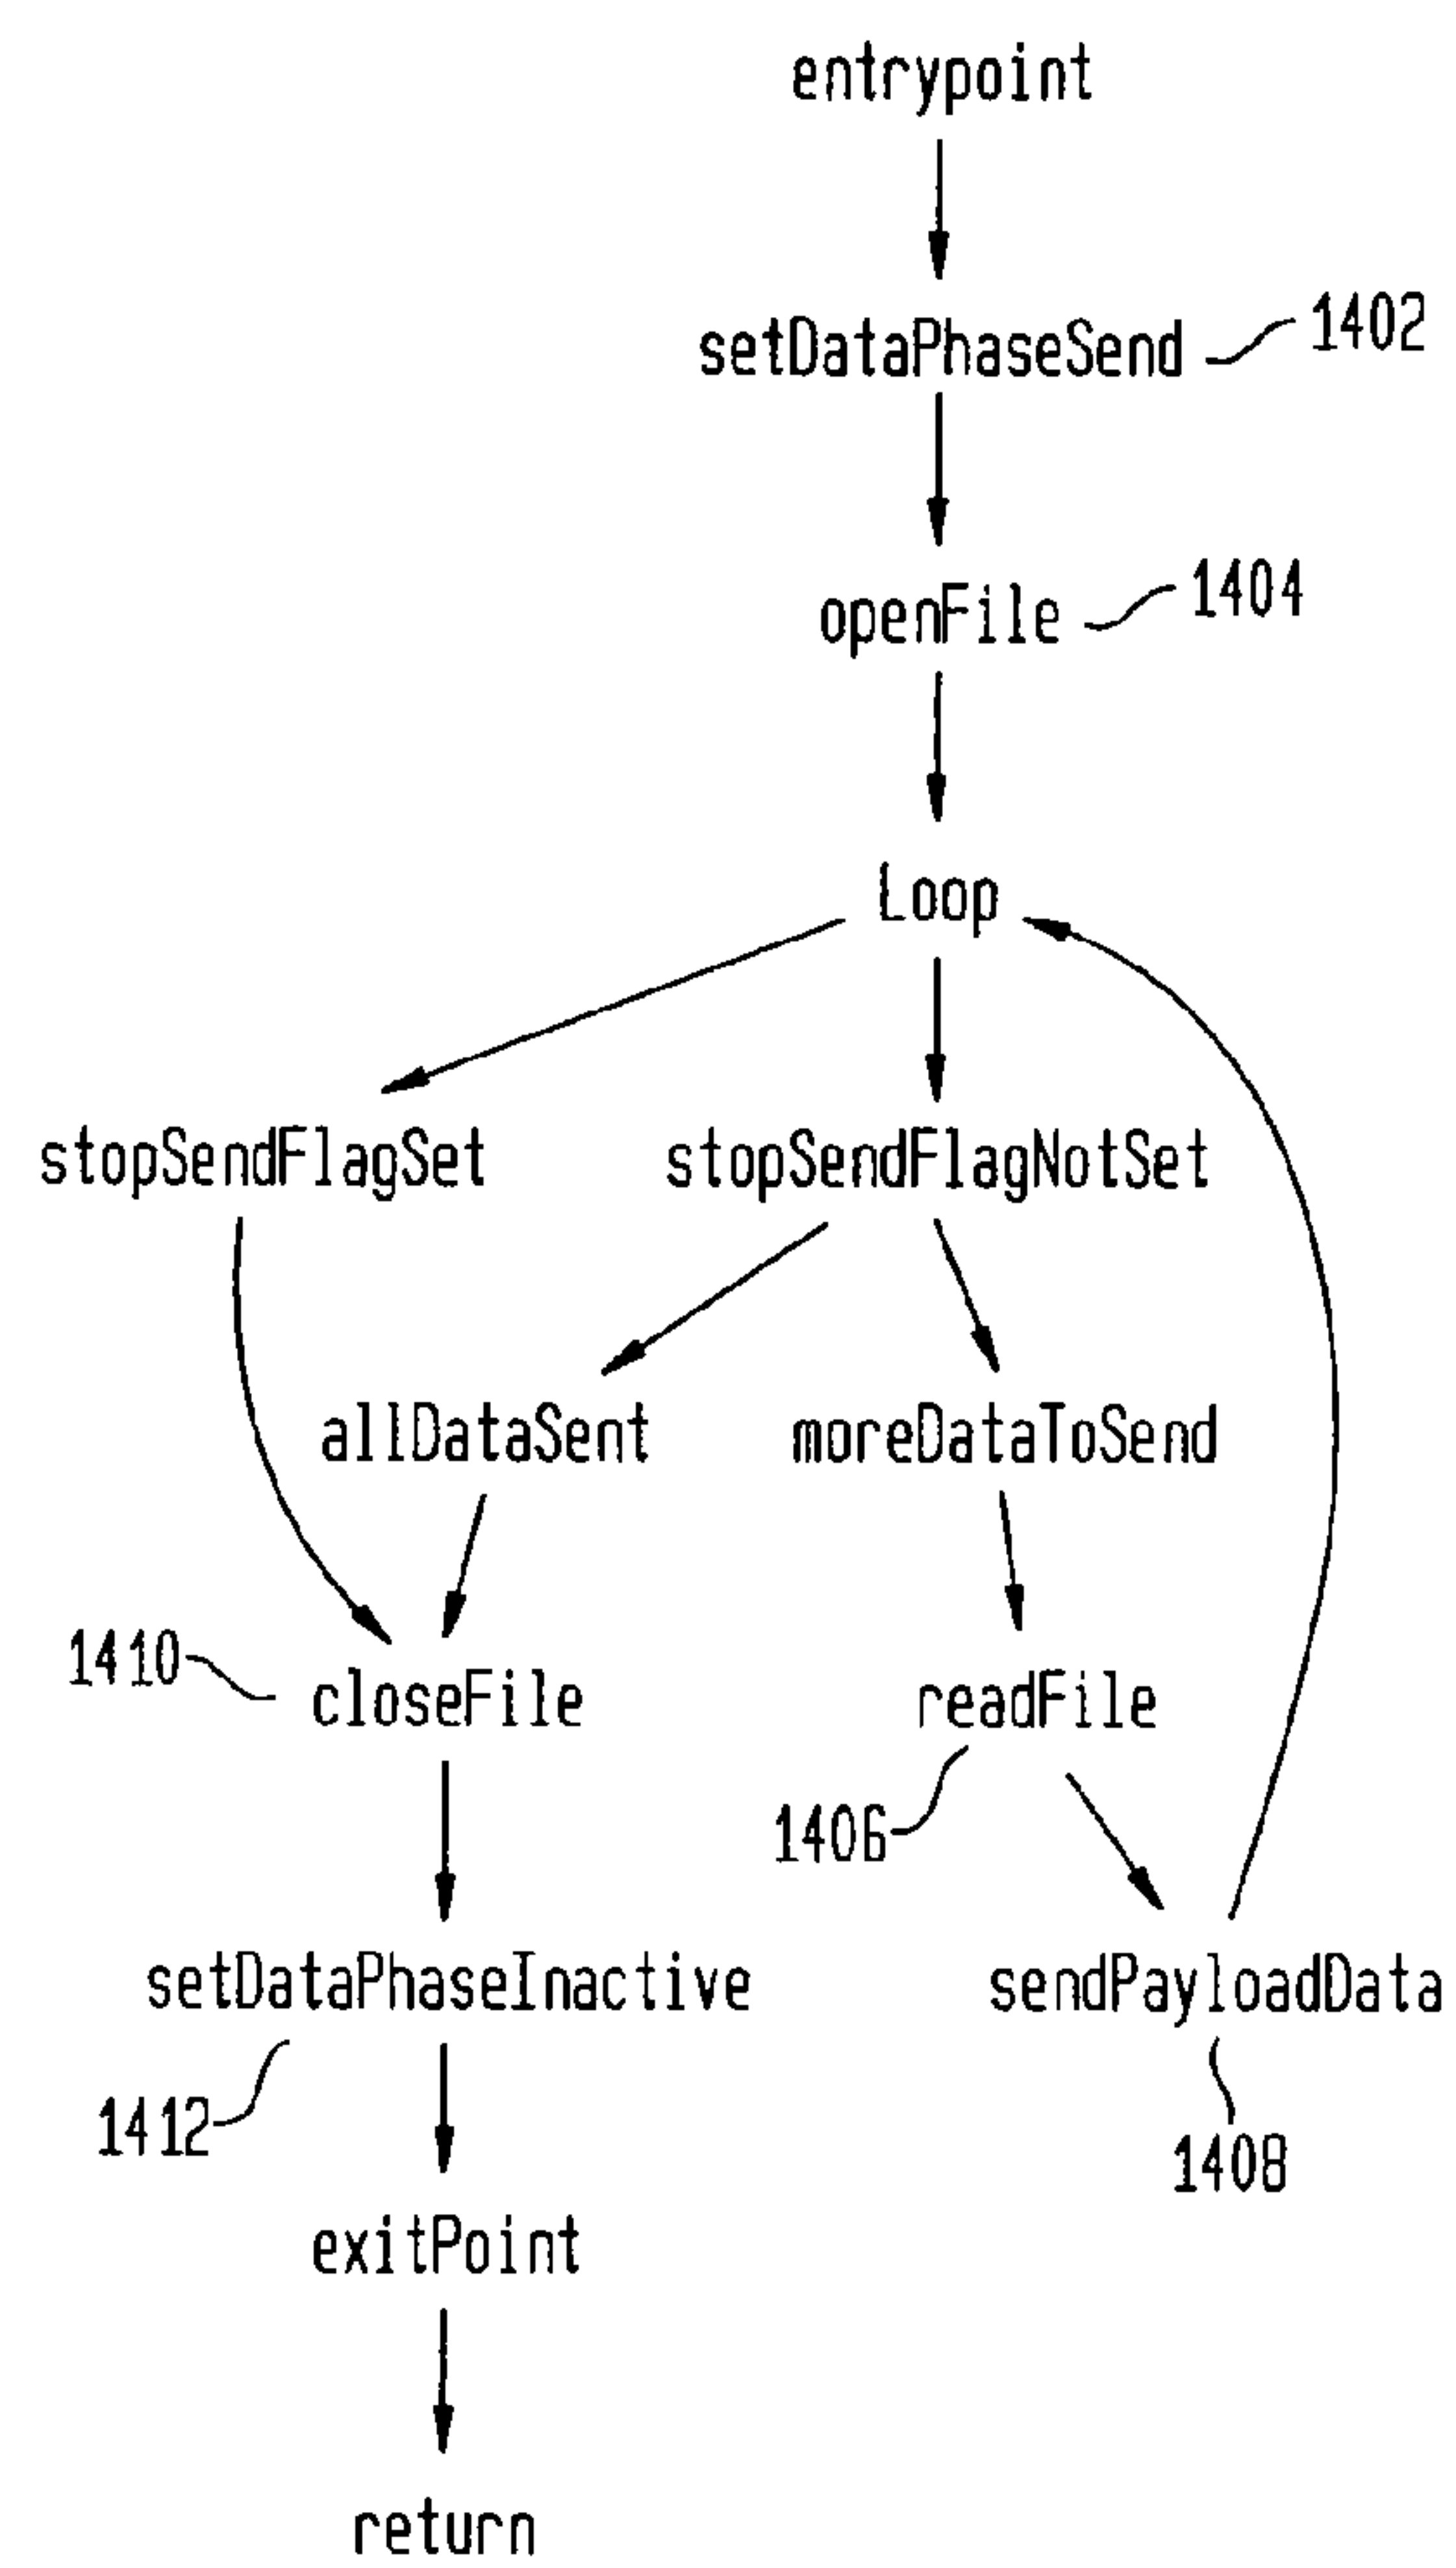 entrypoint
setDataPhaseSend 1402
openFile 1404
Loop
stopSendFlagSet stopSendFlagNotSet
allDataSent moreDataToSend
1410 closeFile readFile
1406
setDataPhaseInactive sendPayloadData
1412 1408
exitPoint
return